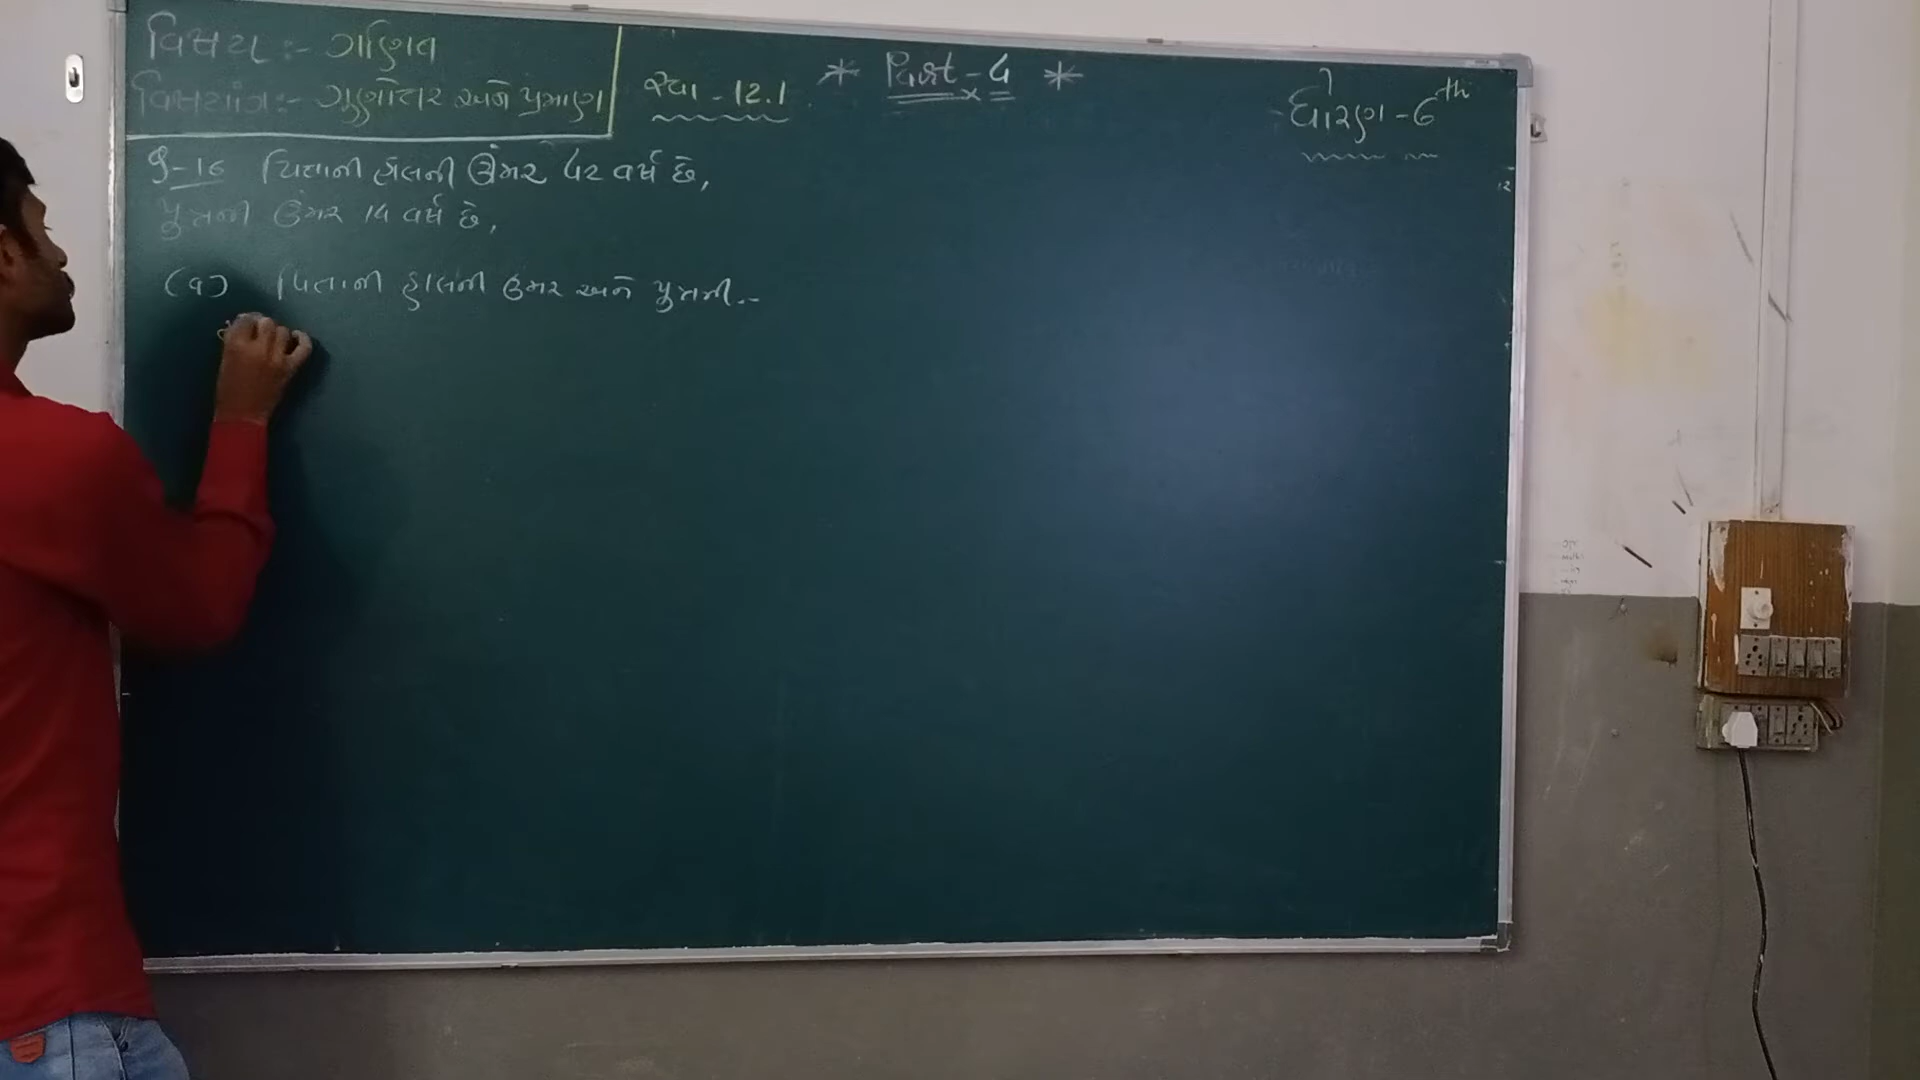 વિષય :- ગણિત
વિષયાંગ :- ગુણોત્તર અને પ્રમાણ
સ્વા - 12.1
* Part - 4 *
ધોરણ - 6th
પ્ર-16 પિતાની હાલની ઊંમર 42 વર્ષ છે,
પુત્રની ઉંમર 14 વર્ષ છે,
(a) પિતાની હાલની ઉંમર અને પુત્રની..